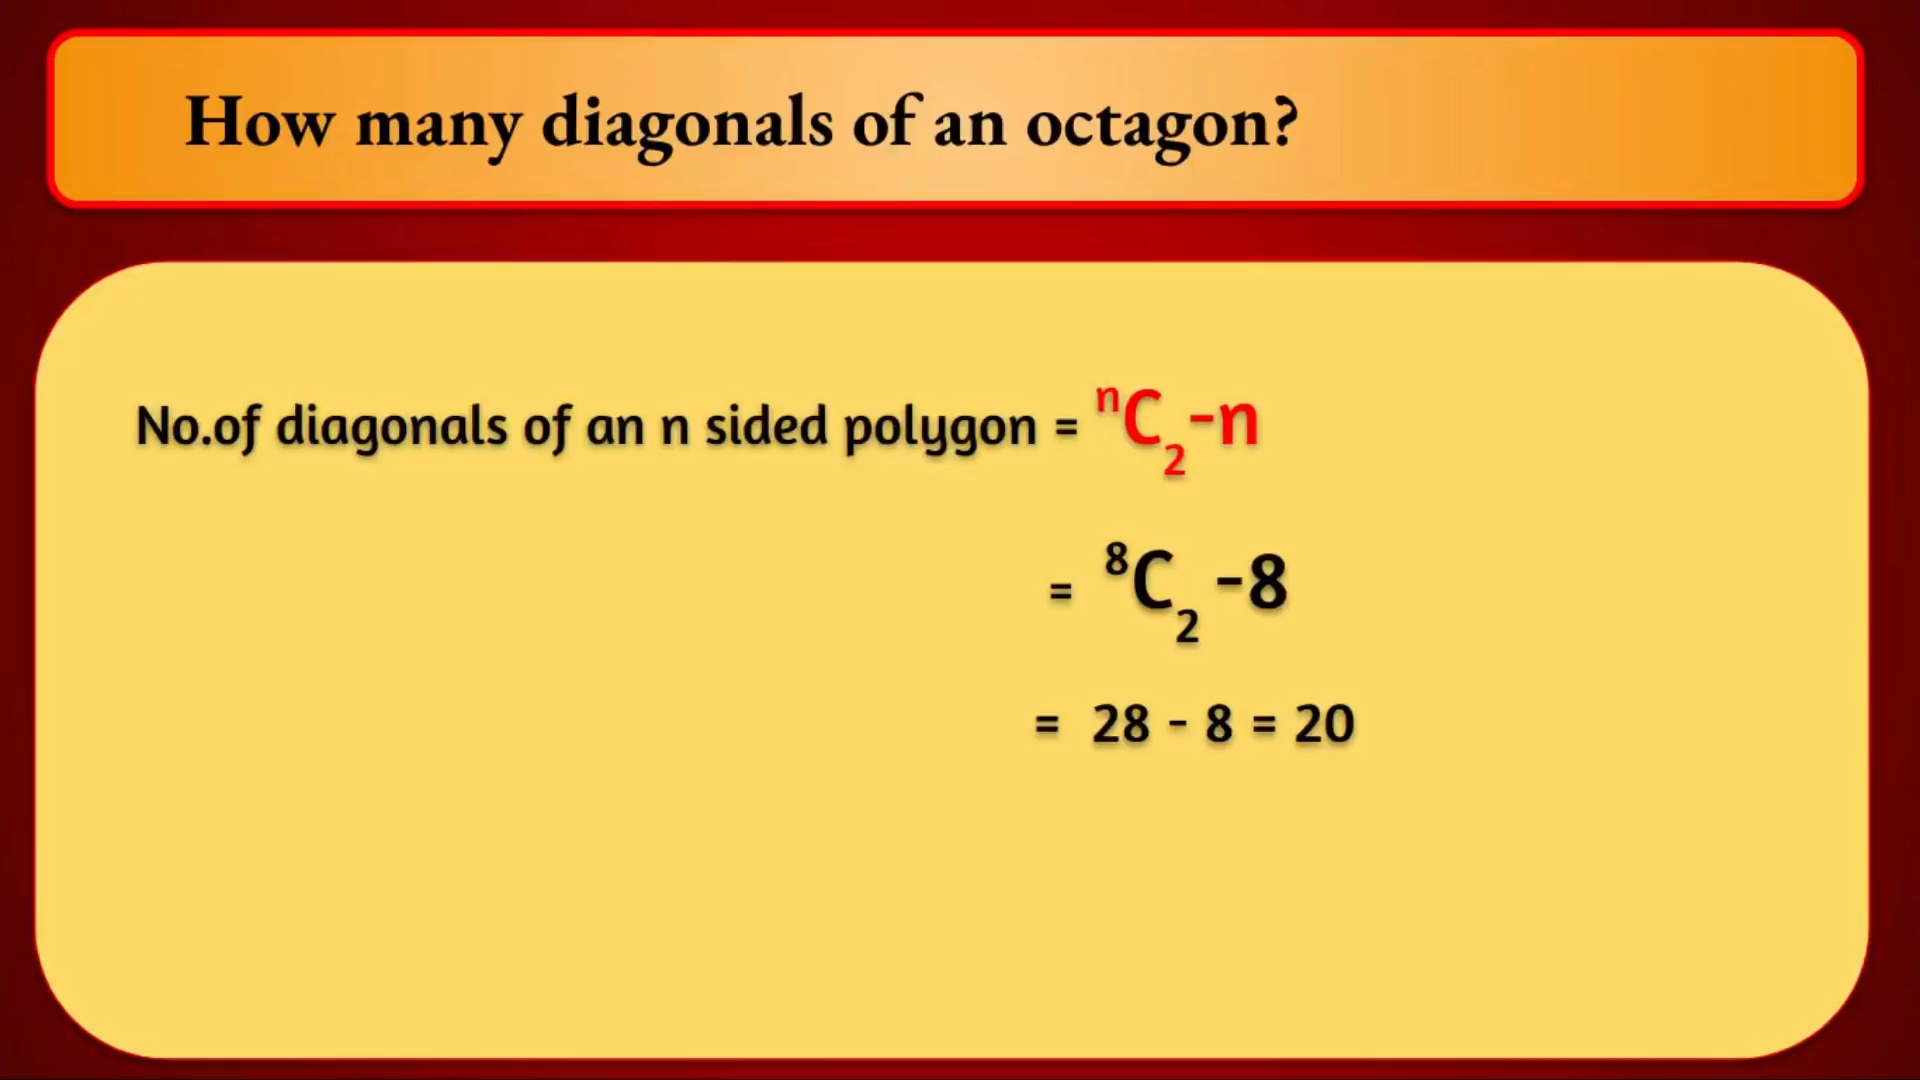 How many diagonals of an octagon?
No.of diagonals of an n sided polygon = ⁿC₂-n
= ⁸C₂ -8
= 28 - 8 = 20